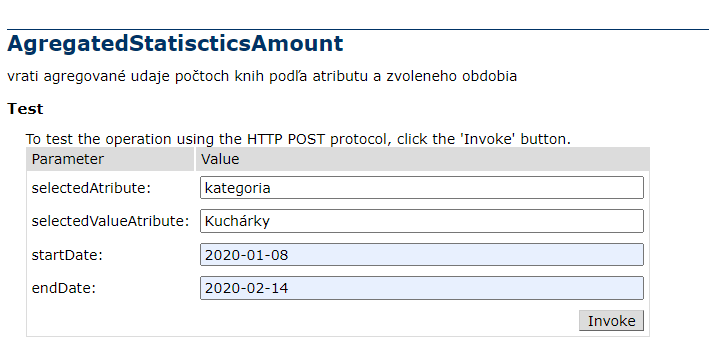 AgregatedStatiscticsAmount
vrati agregované udaje počtoch knih podľa atributu a zvoleneho obdobia
Test
To test the operation using the HTTP POST protocol, click the 'Invoke' button.
Parameter Value
selectedAtribute: kategoria
selectedValueAtribute: Kuchárky
startDate: 2020-01-08
endDate: 2020-02-14
Invoke